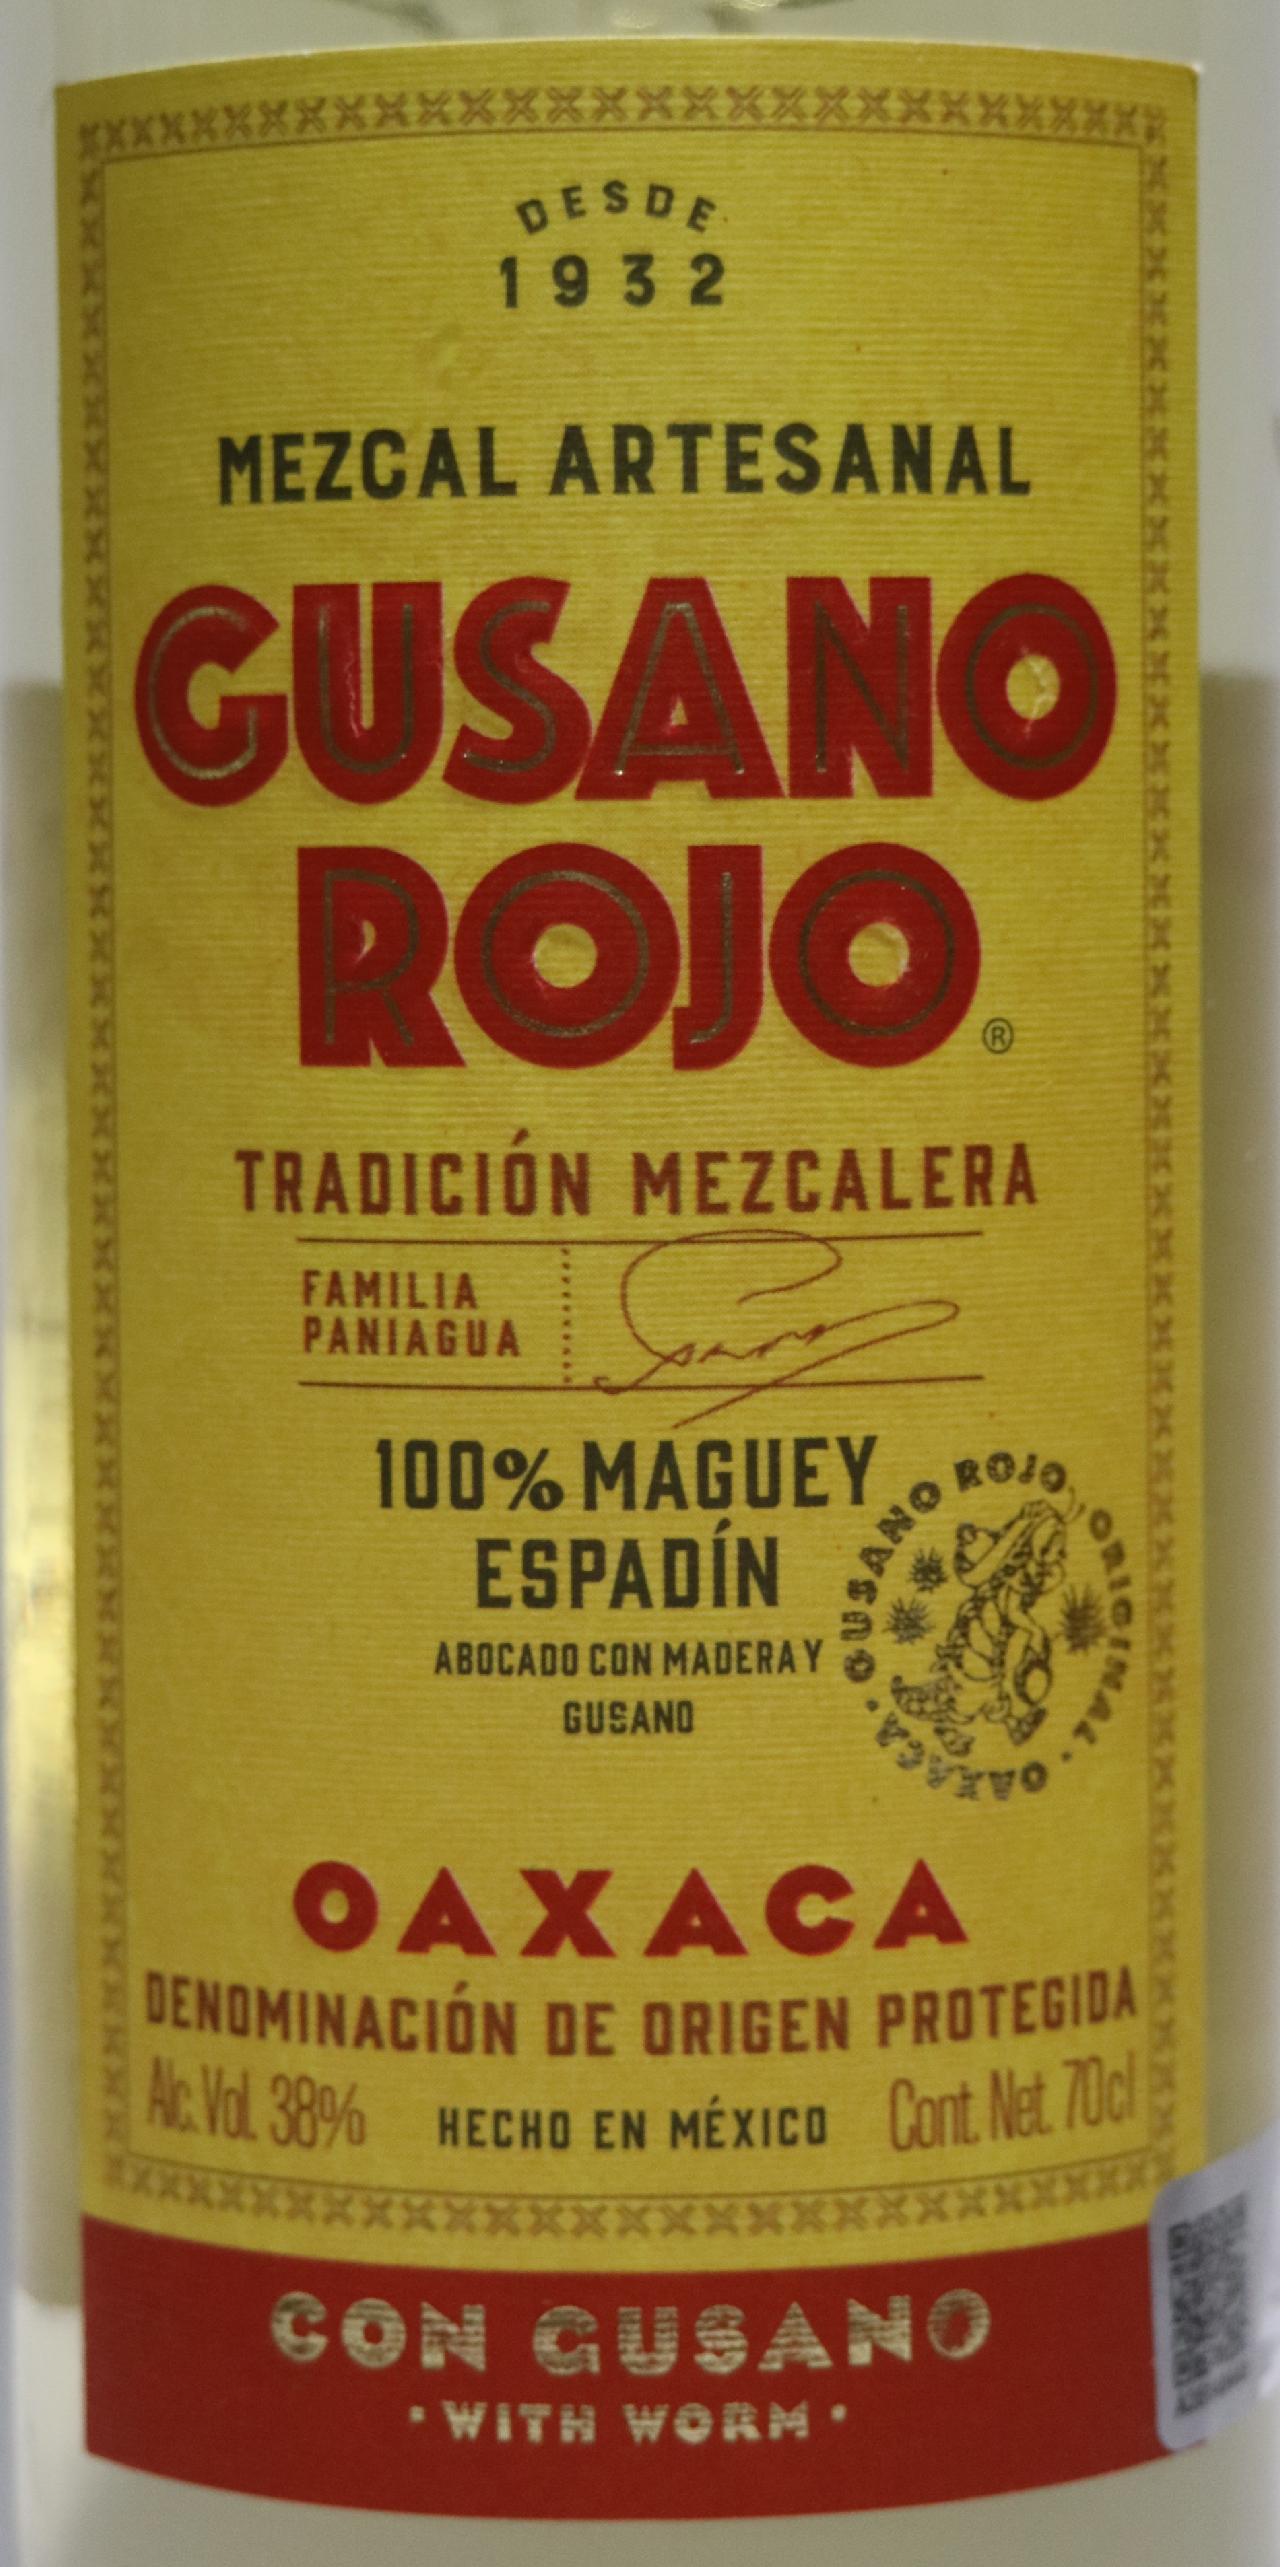 DESDE
1932
MEZCAL ARTESANAL
GUSANO
ROJO®
TRADICIÓN MEZCALERA
FAMILIA
PANIAGUA
100% MAGUEY
ESPADÍN
ABOCADO CON MADERA Y
GUSANO
GUSANO ROJO ORIGINAL · OAXACA ·
OAXACA
DENOMINACIÓN DE ORIGEN PROTEGIDA
Alc. Vol. 38% HECHO EN MÉXICO Cont. Net. 70cl
CON GUSANO
· WITH WORM ·